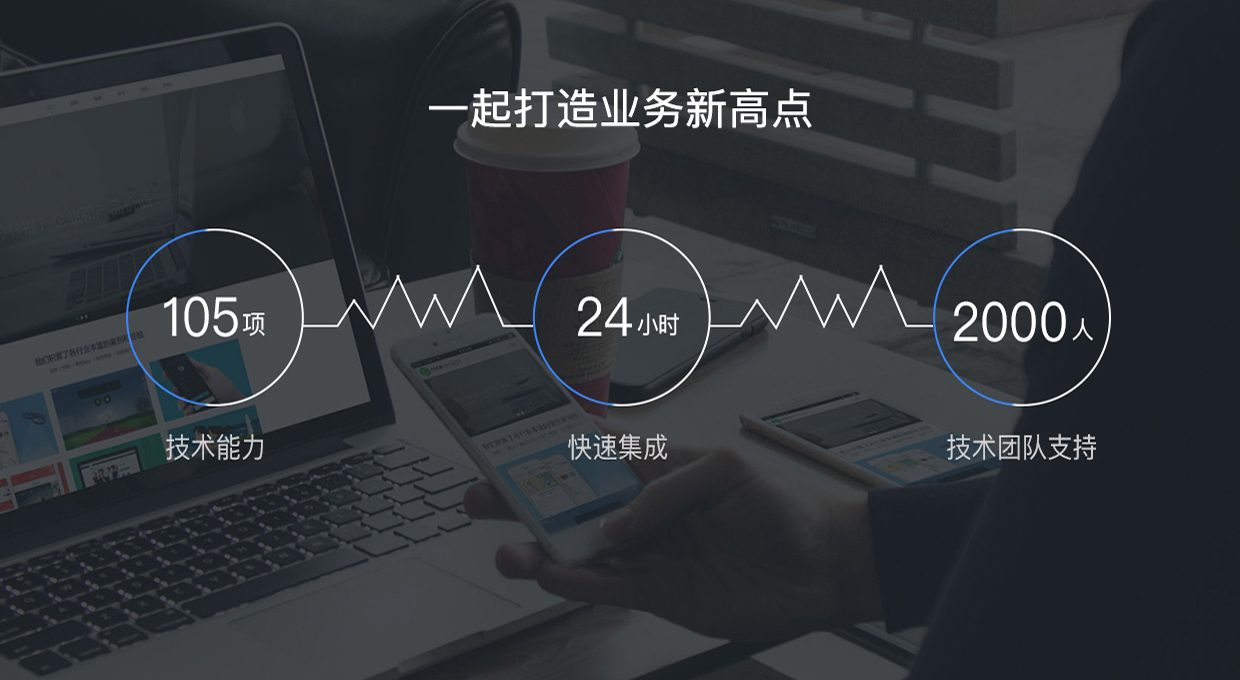 一起打造业务新高点
105项
24小时
2000人
技术能力
快速集成
技术团队支持